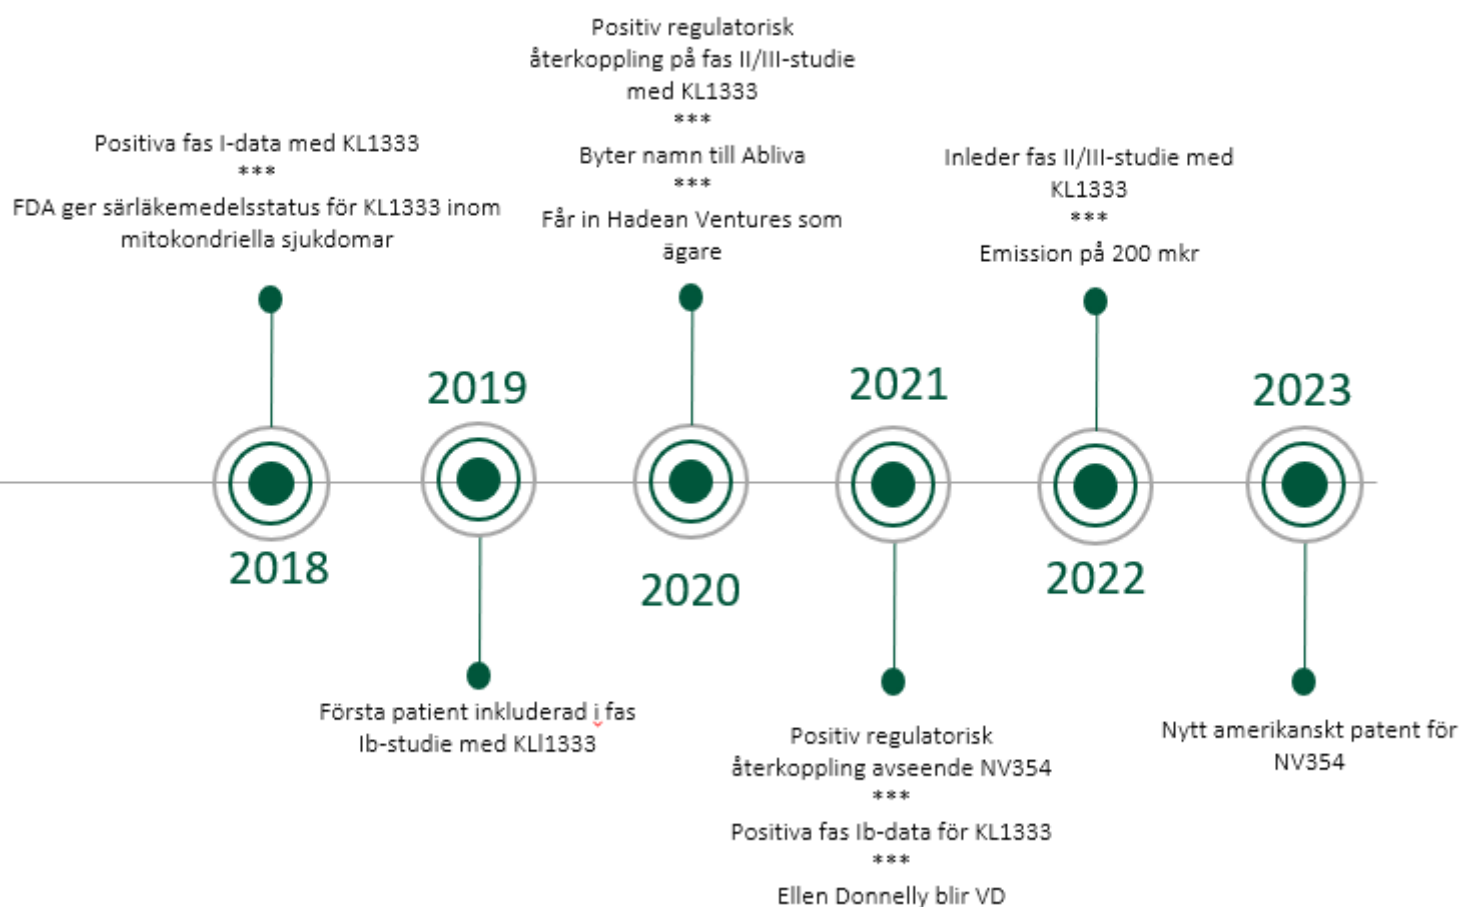 Positiva fas I-data med KL1333
***
FDA ger särläkemedelsstatus för KL1333 inom
mitokondriella sjukdomar
2018
2019
Första patient inkluderad i fas
Ib-studie med KLl1333
Positiv regulatorisk
återkoppling på fas II/III-studie
med KL1333
***
Byter namn till Abliva
***
Får in Hadean Ventures som
ägare
2020
2021
Positiv regulatorisk
återkoppling avseende NV354
***
Positiva fas Ib-data för KL1333
***
Ellen Donnelly blir VD
Inleder fas II/III-studie med
KL1333
***
Emission på 200 mkr
2022
2023
Nytt amerikanskt patent för
NV354